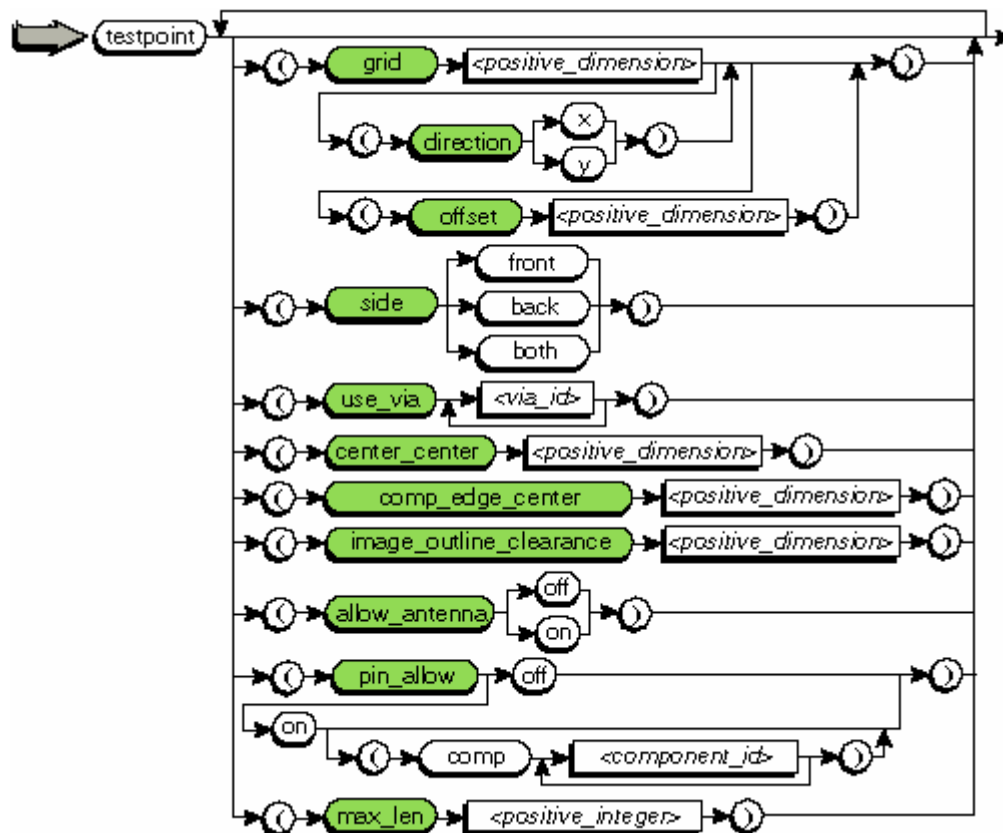 testpoint
( grid <positive_dimension> )
( direction x )
y
( offset <positive_dimension> )
front
( side back )
both
( use_via <via_id> )
( center_center <positive_dimension> )
( comp_edge_center <positive_dimension> )
( image_outline_clearance <positive_dimension> )
off
( allow_antenna )
on
( pin_allow off )
on
( comp <component_id> )
( max_len <positive_integer> )